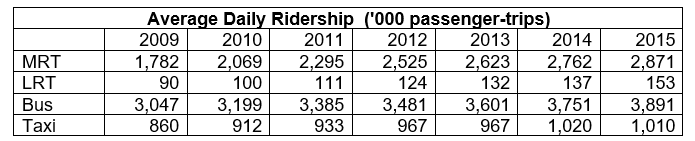 Average Daily Ridership ('000 passenger-trips)
2009 2010 2011 2012 2013 2014 2015
MRT 1,782 2,069 2,295 2,525 2,623 2,762 2,871
LRT 90 100 111 124 132 137 153
Bus 3,047 3,199 3,385 3,481 3,601 3,751 3,891
Taxi 860 912 933 967 967 1,020 1,010